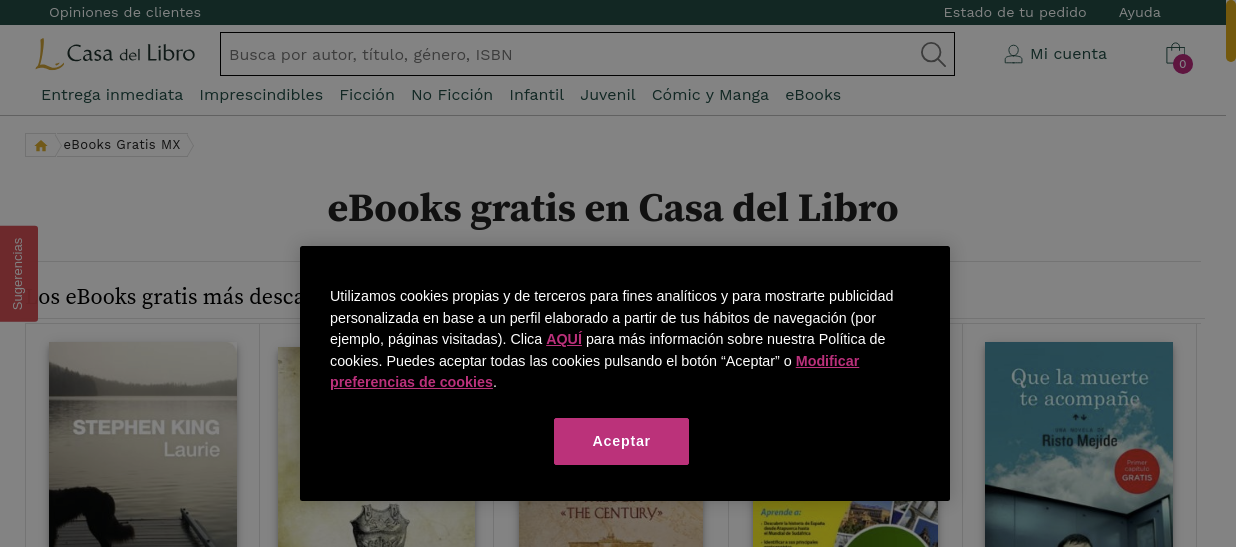 Opiniones de clientes
Estado de tu pedido
Ayuda
Casa del Libro
Busca por autor, título, género, ISBN
Mi cuenta
0
Entrega inmediata
Imprescindibles
Ficción
No Ficción
Infantil
Juvenil
Cómic y Manga
eBooks
eBooks Gratis MX
eBooks gratis en Casa del Libro
Sugerencias
os eBooks gratis más desca
Utilizamos cookies propias y de terceros para fines analíticos y para mostrarte publicidad
personalizada en base a un perfil elaborado a partir de tus hábitos de navegación (por
ejemplo, páginas visitadas). Clica AQUÍ para más información sobre nuestra Política de
cookies. Puedes aceptar todas las cookies pulsando el botón “Aceptar” o Modificar
preferencias de cookies.
Aceptar
STEPHEN KING
Laurie
«THE CENTURY»
Aprende a:
Que la muerte
te acompañe
UNA NOVELA DE
Risto Mejide
Primer
capítulo
GRATIS